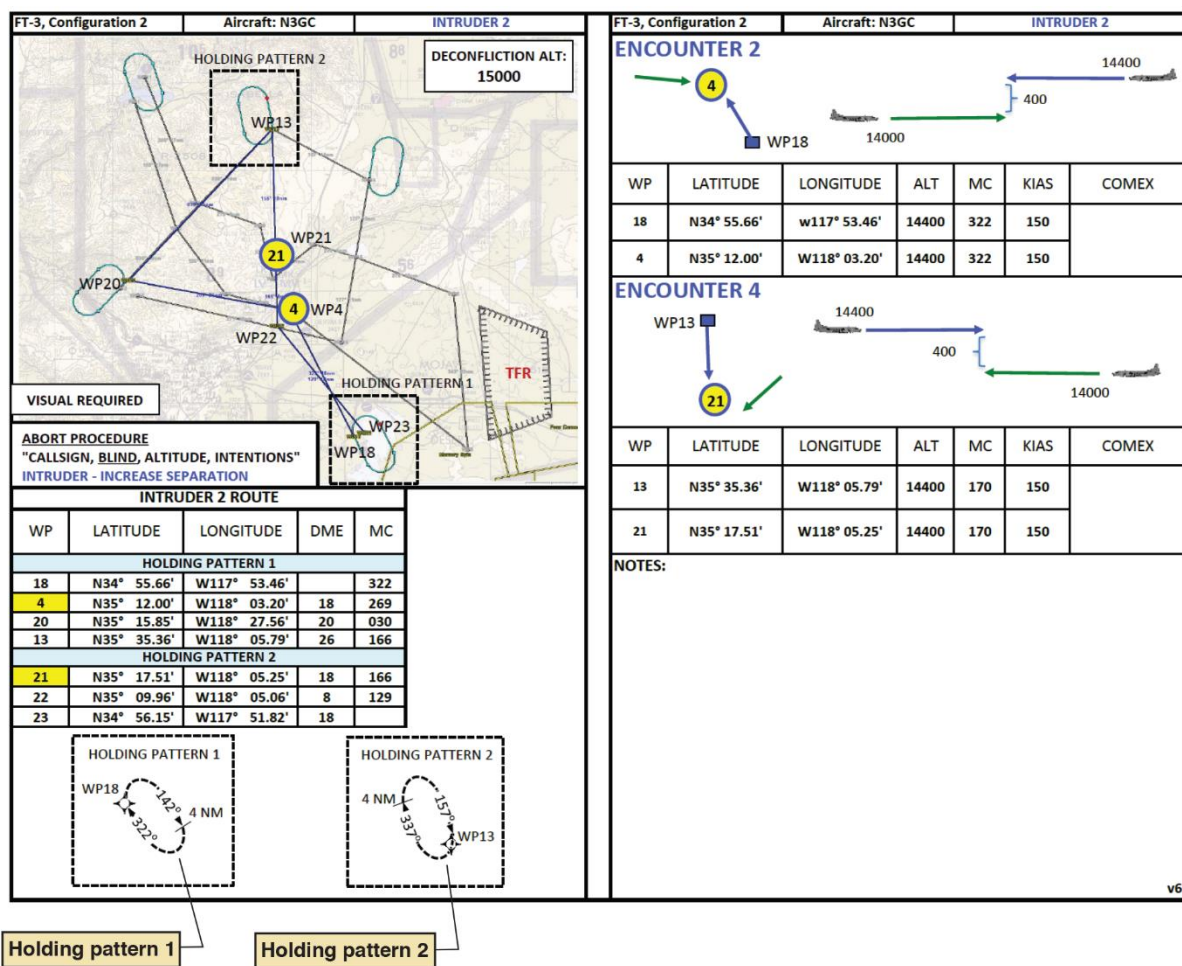 FT-3, Configuration 2 Aircraft: N3GC INTRUDER 2
HOLDING PATTERN 2
DECONFLICTION ALT:
15000
WP13
WP21
21
WP20
4 WP4
WP22
TFR
HOLDING PATTERN 1
WP23
WP18
VISUAL REQUIRED
ABORT PROCEDURE
"CALLSIGN, BLIND, ALTITUDE, INTENTIONS"
INTRUDER - INCREASE SEPARATION
INTRUDER 2 ROUTE
WP LATITUDE LONGITUDE DME MC
HOLDING PATTERN 1
18 N34° 55.66' W117° 53.46' 322
4 N35° 12.00' W118° 03.20' 18 269
20 N35° 15.85' W118° 27.56' 20 030
13 N35° 35.36' W118° 05.79' 26 166
HOLDING PATTERN 2
21 N35° 17.51' W118° 05.25' 18 166
22 N35° 09.96' W118° 05.06' 8 129
23 N34° 56.15' W117° 51.82' 18
HOLDING PATTERN 1
WP18
142°
4 NM
322°
HOLDING PATTERN 2
4 NM
157°
337°
WP13
Holding pattern 1
Holding pattern 2
FT-3, Configuration 2 Aircraft: N3GC INTRUDER 2
ENCOUNTER 2
4
WP18
14400
400
14000
WP LATITUDE LONGITUDE ALT MC KIAS COMEX
18 N34° 55.66' w117° 53.46' 14400 322 150
4 N35° 12.00' W118° 03.20' 14400 322 150
ENCOUNTER 4
WP13
21
14400
400
14000
WP LATITUDE LONGITUDE ALT MC KIAS COMEX
13 N35° 35.36' W118° 05.79' 14400 170 150
21 N35° 17.51' W118° 05.25' 14400 170 150
NOTES:
v6